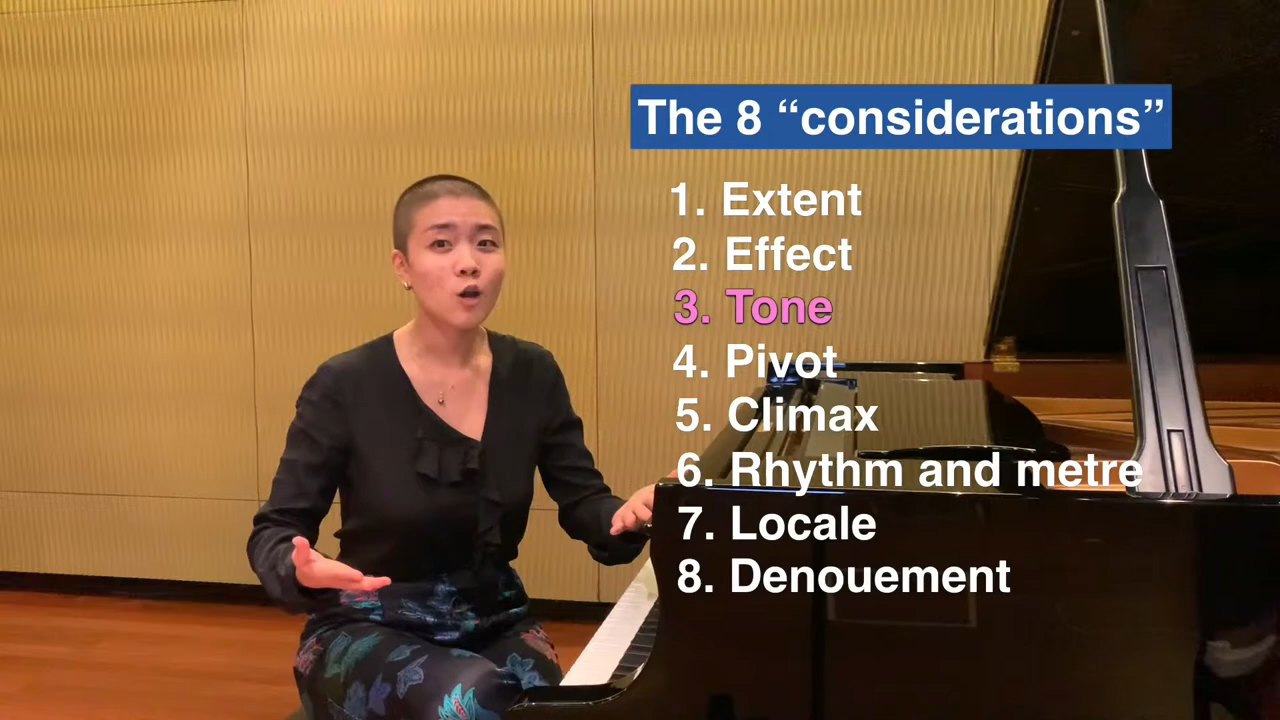 The 8 “considerations”
1. Extent
2. Effect
3. Tone
4. Pivot
5. Climax
6. Rhythm and metre
7. Locale
8. Denouement